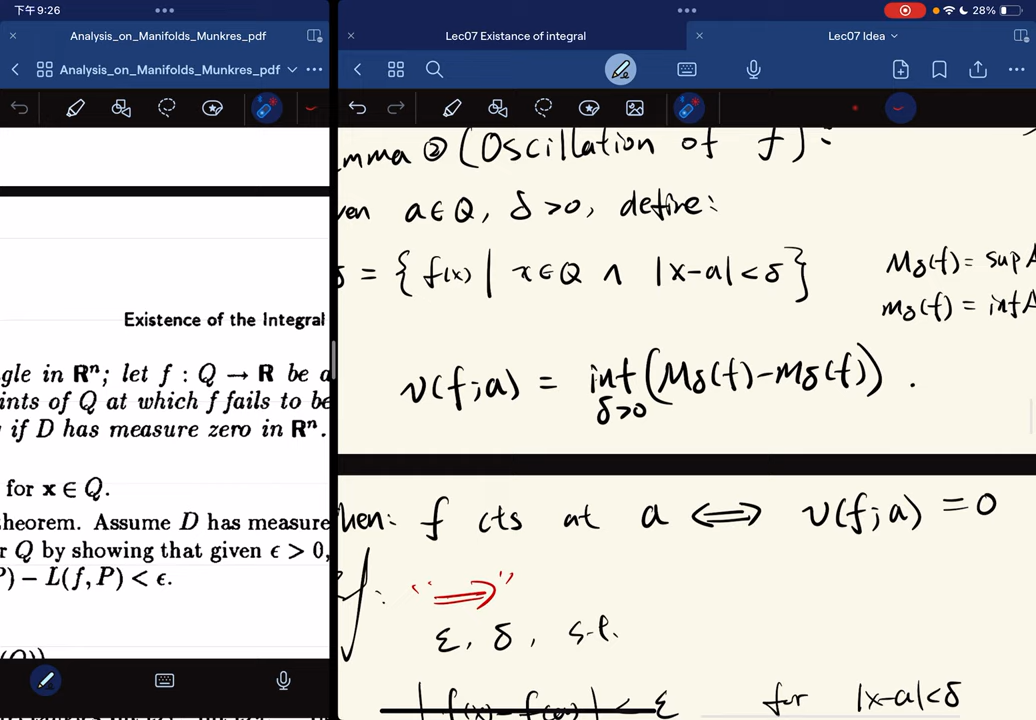 下午9:26
28%
Analysis_on_Manifolds_Munkres_pdf
Analysis_on_Manifolds_Munkres_pdf
Existence of the Integral
gle in Rⁿ; let f : Q → R be a
ints of Q at which f fails to be
if D has measure zero in Rⁿ.
for x ∈ Q.
heorem. Assume D has measure
r Q by showing that given ϵ > 0,
P) − L(f, P) < ϵ.
Lec07 Existance of integral
Lec07 Idea
mma ② (Oscillation of f):
ven a∈Q, δ>0, define:
δ = {f(x) | x∈Q ∧ |x-a|<δ}
Mδ(f) = sup A
mδ(f) = inf A
ν(f;a) = inf (Mδ(f)-mδ(f)).
δ>0
hen: f cts at a ⟺ ν(f;a) = 0
pf: "⟹"
ε, δ, s.t.
|f(x)-f(a)| < ε for |x-a|<δ